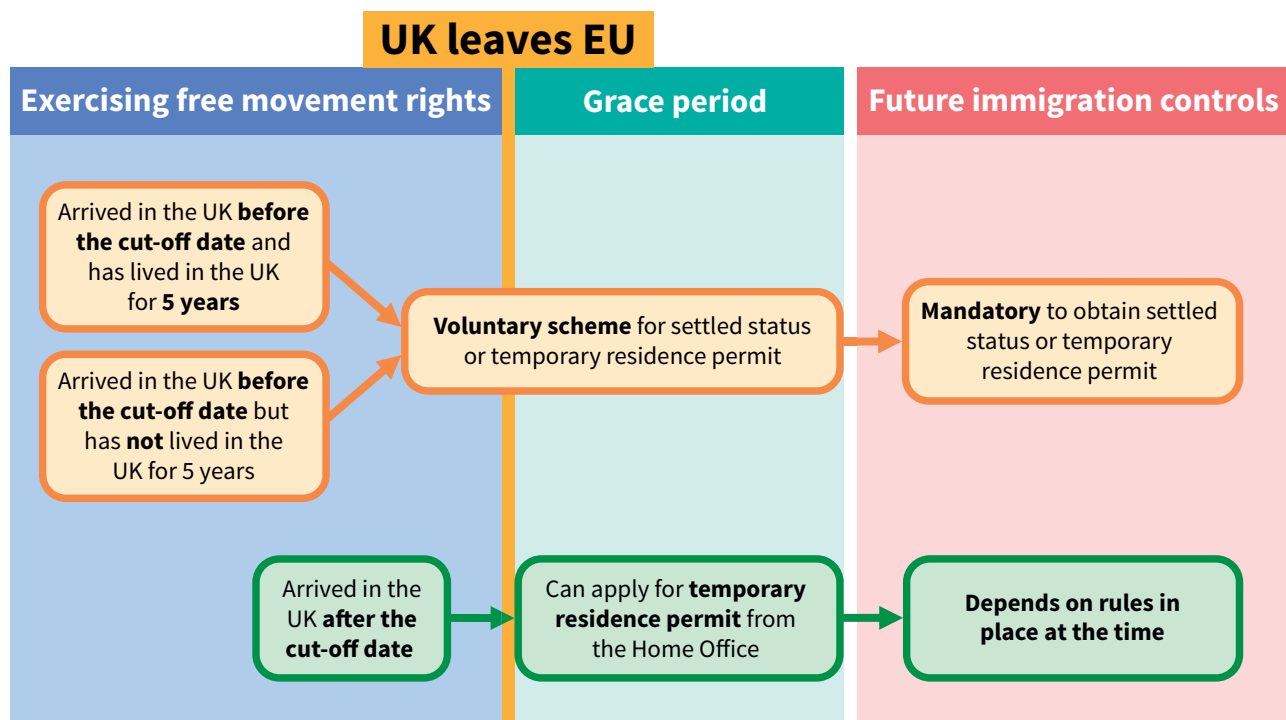 UK leaves EU
Exercising free movement rights
Grace period
Future immigration controls
Arrived in the UK before
the cut-off date and
has lived in the UK
for 5 years
Arrived in the UK before
the cut-off date but
has not lived in the
UK for 5 years
Voluntary scheme for settled status
or temporary residence permit
Mandatory to obtain settled
status or temporary
residence permit
Arrived in the
UK after the
cut-off date
Can apply for temporary
residence permit from
the Home Office
Depends on rules in
place at the time